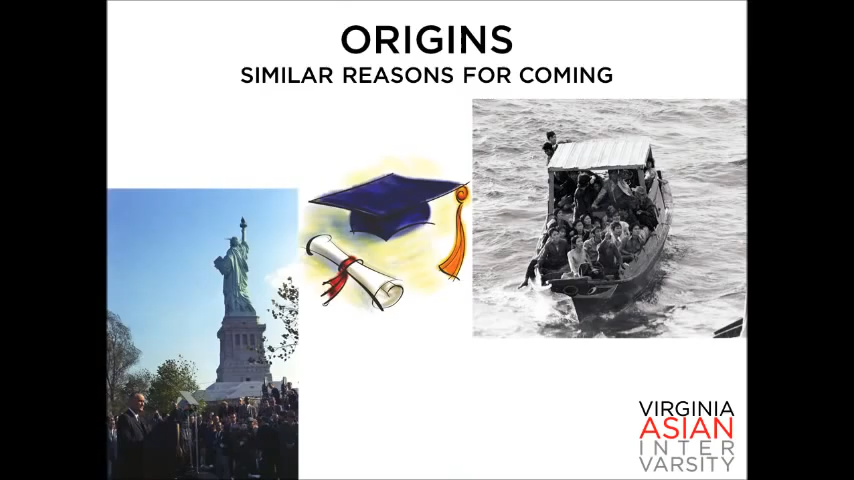 ORIGINS
SIMILAR REASONS FOR COMING
VIRGINIA
ASIAN
INTER
VARSITY